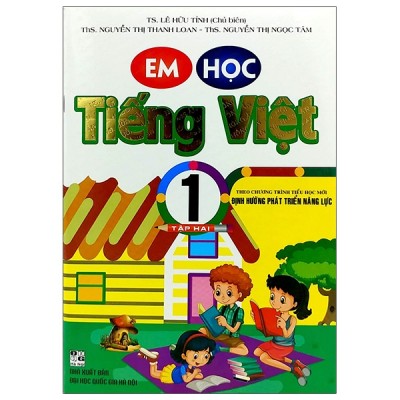 TS. LÊ HỮU TỈNH (Chủ biên)
ThS. NGUYỄN THỊ THANH LOAN - ThS. NGUYỄN THỊ NGỌC TÂM
EM HỌC
Tiếng Việt
1
TẬP HAI
THEO CHƯƠNG TRÌNH TIỂU HỌC MỚI
ĐỊNH HƯỚNG PHÁT TRIỂN NĂNG LỰC
NHÀ XUẤT BẢN
ĐẠI HỌC QUỐC GIA HÀ NỘI